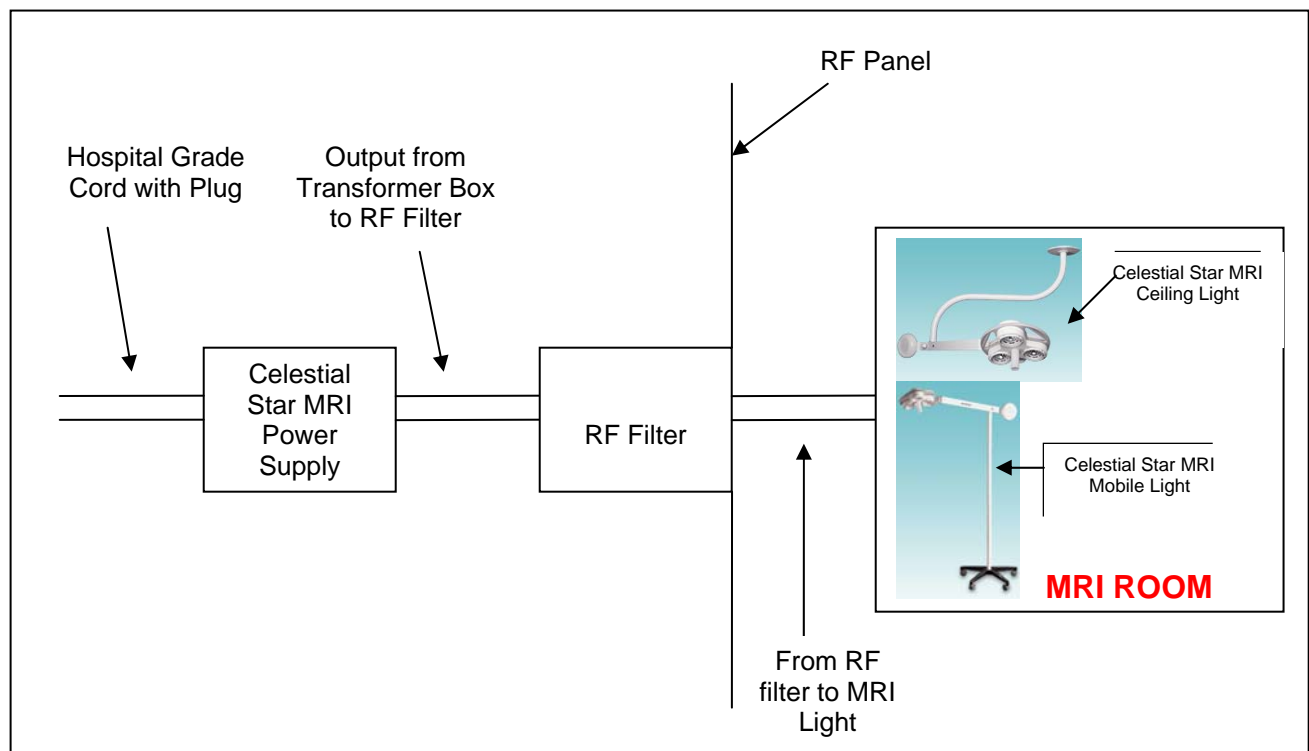 RF Panel
Hospital Grade
Cord with Plug
Output from
Transformer Box
to RF Filter
Celestial Star MRI
Ceiling Light
Celestial
Star MRI
Power
Supply
RF Filter
Celestial Star MRI
Mobile Light
MRI ROOM
From RF
filter to MRI
Light